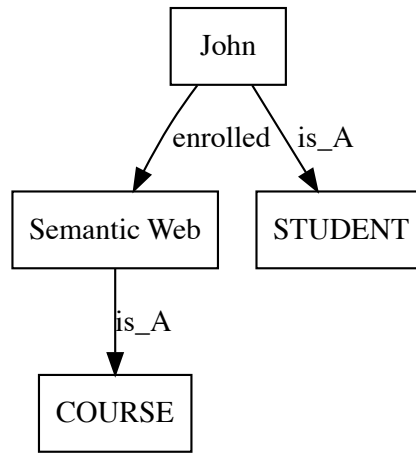 John
enrolled
is_A
Semantic Web
STUDENT
is_A
COURSE